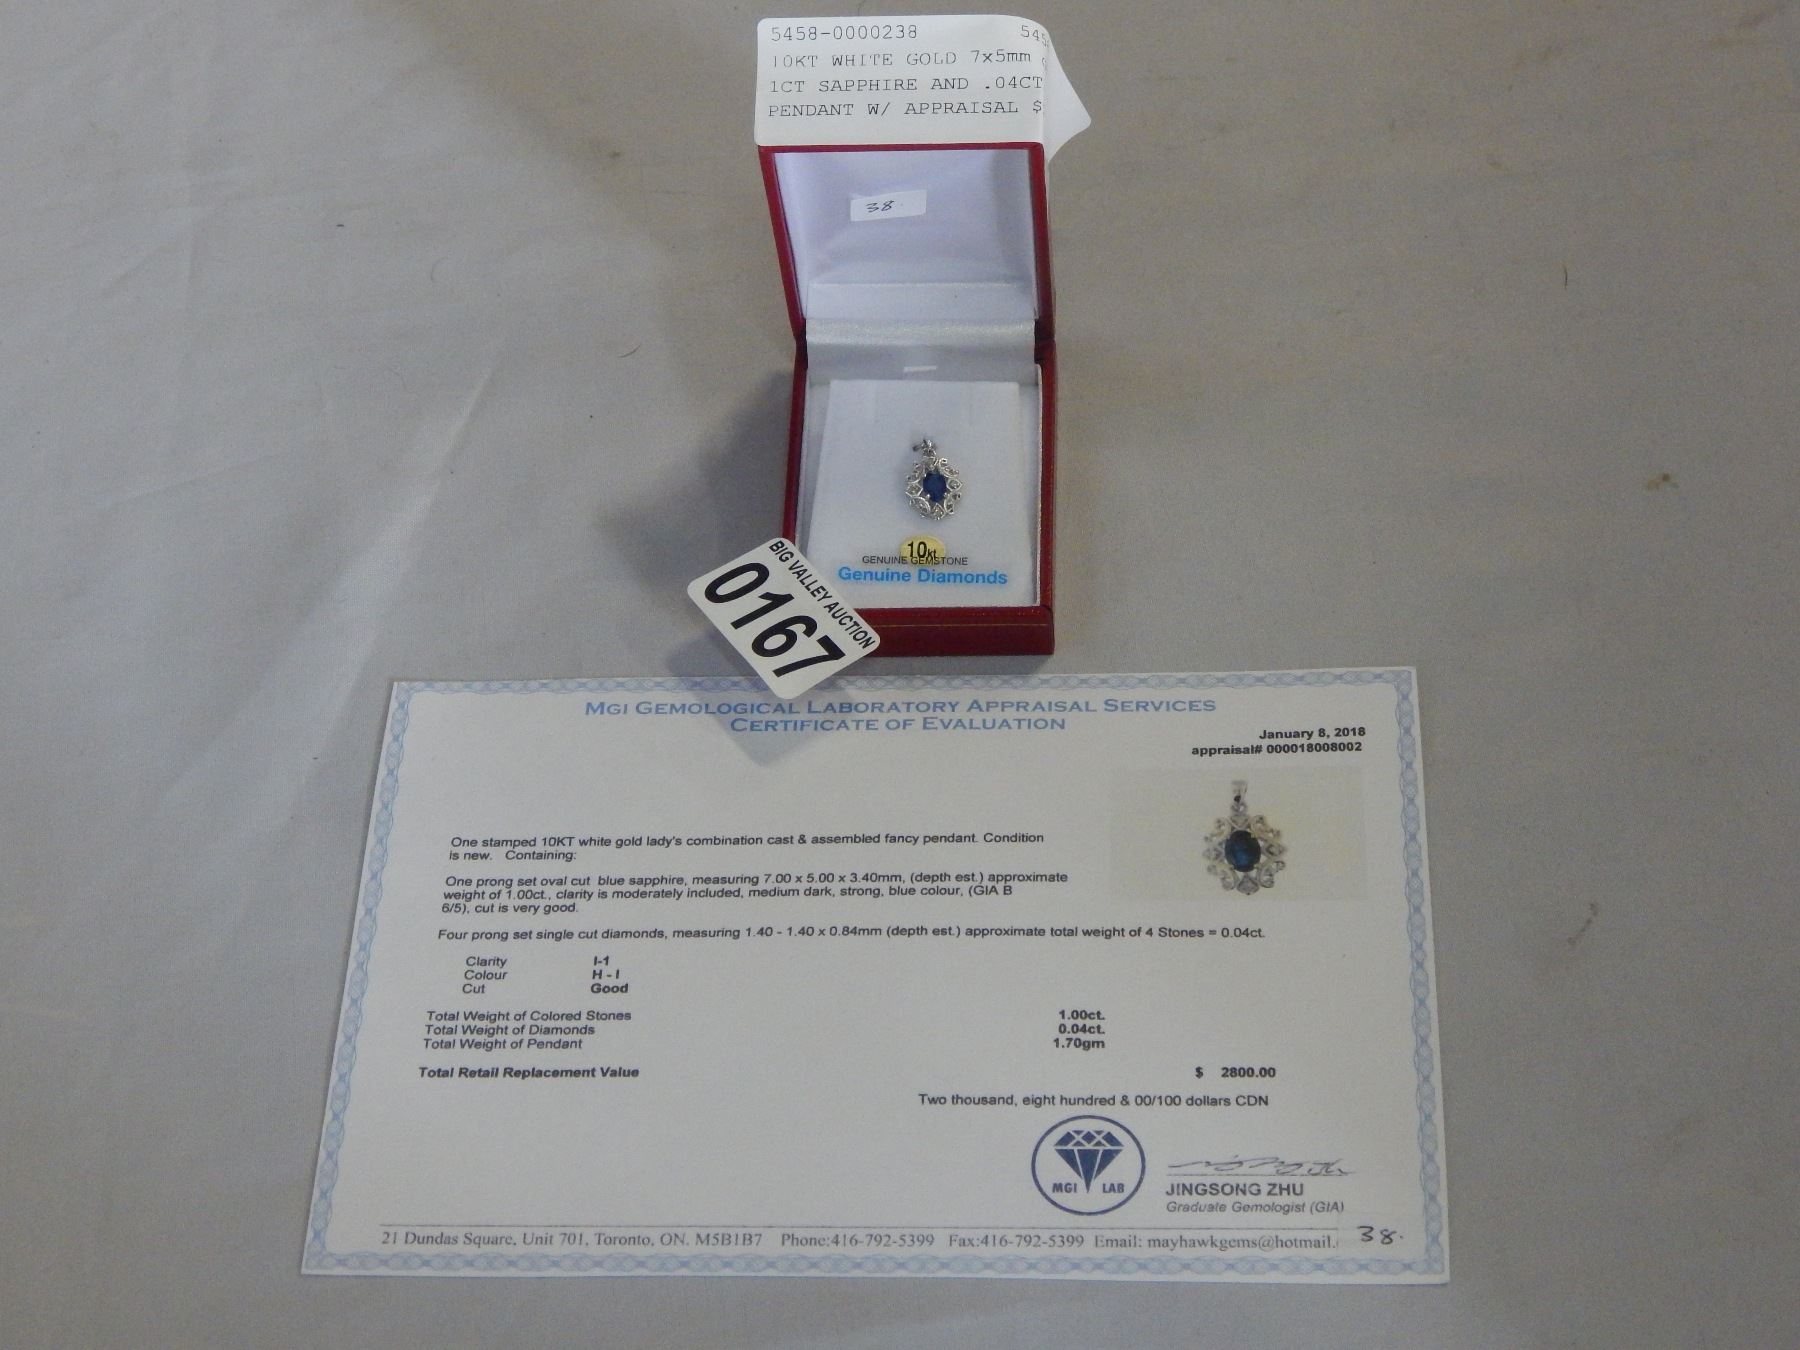 5458-0000238 545
10KT WHITE GOLD 7x5mm
1CT SAPPHIRE AND .04CT
PENDANT W/ APPRAISAL $
38.
10kt
GENUINE GEMSTONE
Genuine Diamonds
BIG VALLEY AUCTION
0167
MGI GEMOLOGICAL LABORATORY APPRAISAL SERVICES
CERTIFICATE OF EVALUATION
January 8, 2018
appraisal# 000018008002
One stamped 10KT white gold lady's combination cast & assembled fancy pendant. Condition
is new. Containing:
One prong set oval cut blue sapphire, measuring 7.00 x 5.00 x 3.40mm, (depth est.) approximate
weight of 1.00ct., clarity is moderately included, medium dark, strong, blue colour, (GIA B
6/5), cut is very good.
Four prong set single cut diamonds, measuring 1.40 - 1.40 x 0.84mm (depth est.) approximate total weight of 4 Stones = 0.04ct.
Clarity I-1
Colour H - I
Cut Good
Total Weight of Colored Stones 1.00ct.
Total Weight of Diamonds 0.04ct.
Total Weight of Pendant 1.70gm
Total Retail Replacement Value $ 2800.00
Two thousand, eight hundred & 00/100 dollars CDN
MGI LAB
JINGSONG ZHU
Graduate Gemologist (GIA)
21 Dundas Square, Unit 701, Toronto, ON. M5B1B7 Phone:416-792-5399 Fax:416-792-5399 Email: mayhawkgems@hotmail.
38.